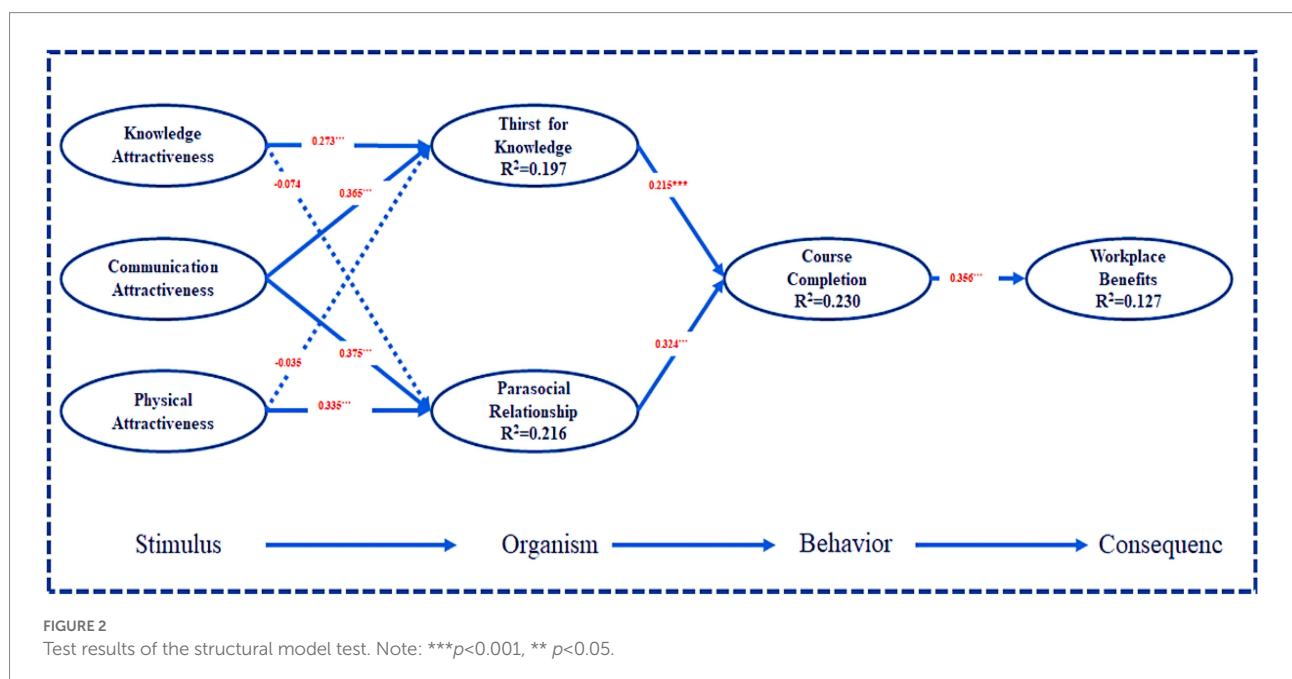 Knowledge
Attractiveness
0.273***
Thirst for
Knowledge
R²=0.197
-0.074
0.365***
0.215***
Communication
Attractiveness
Course
Completion
R²=0.230
0.356***
Workplace
Benefits
R²=0.127
-0.035
0.375***
0.324***
Physical
Attractiveness
0.335***
Parasocial
Relationship
R²=0.216
Stimulus
Organism
Behavior
Consequenc
FIGURE 2
Test results of the structural model test. Note: ***p<0.001, ** p<0.05.